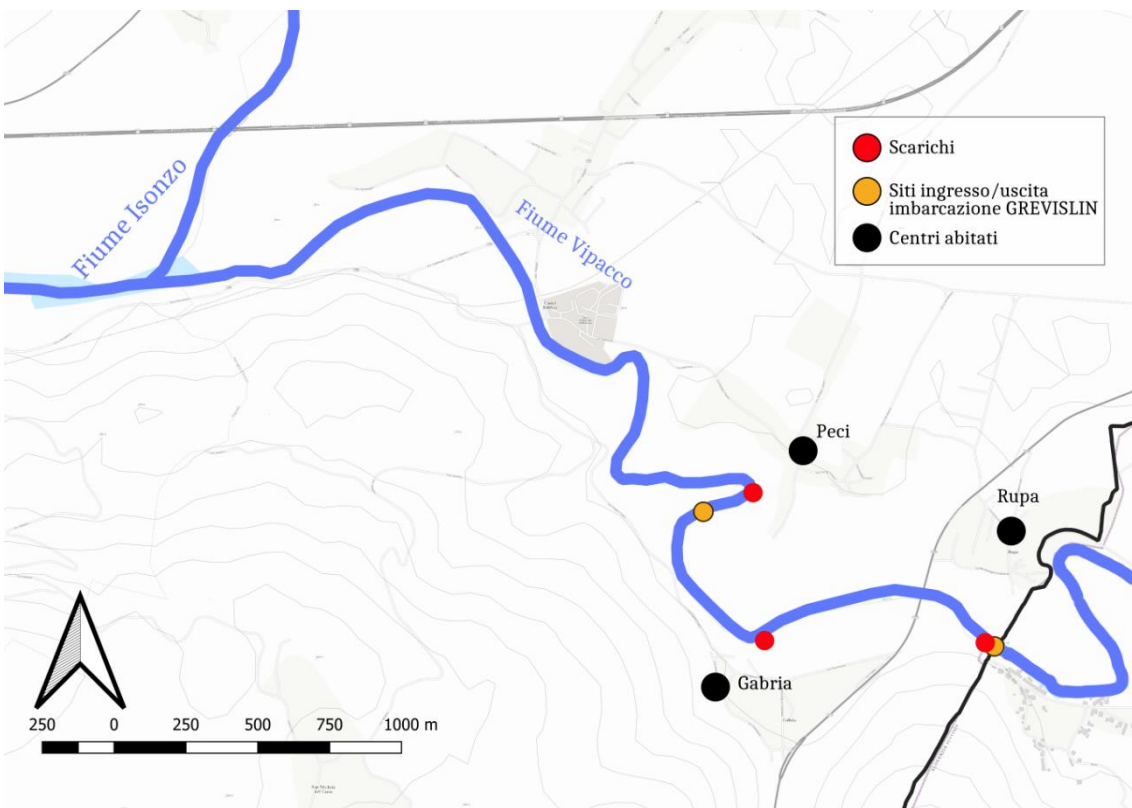 Fiume Isonzo
Fiume Vipacco
Scarichi
Siti ingresso/uscita
imbarcazione GREVISLIN
Centri abitati
Peci
Rupa
Gabria
250 0 250 500 750 1000 m